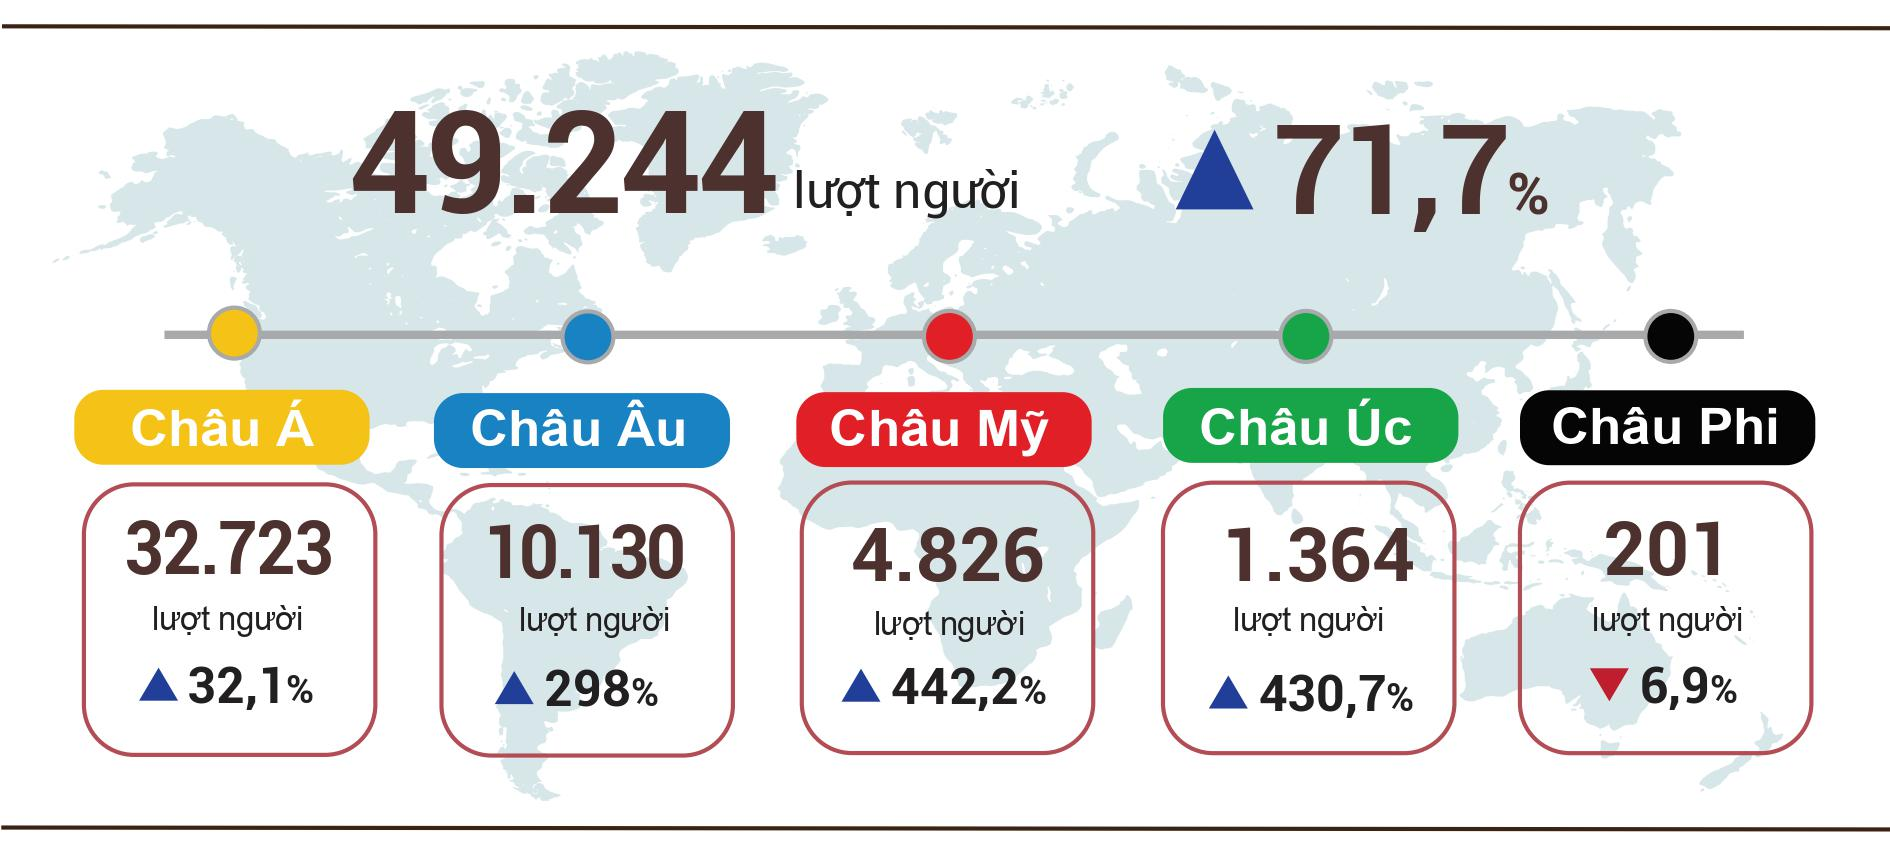 49.244 lượt người
71,7%
Châu Á
Châu Âu
Châu Mỹ
Châu Úc
Châu Phi
32.723
lượt người
32,1%
10.130
lượt người
298%
4.826
lượt người
442,2%
1.364
lượt người
430,7%
201
lượt người
6,9%